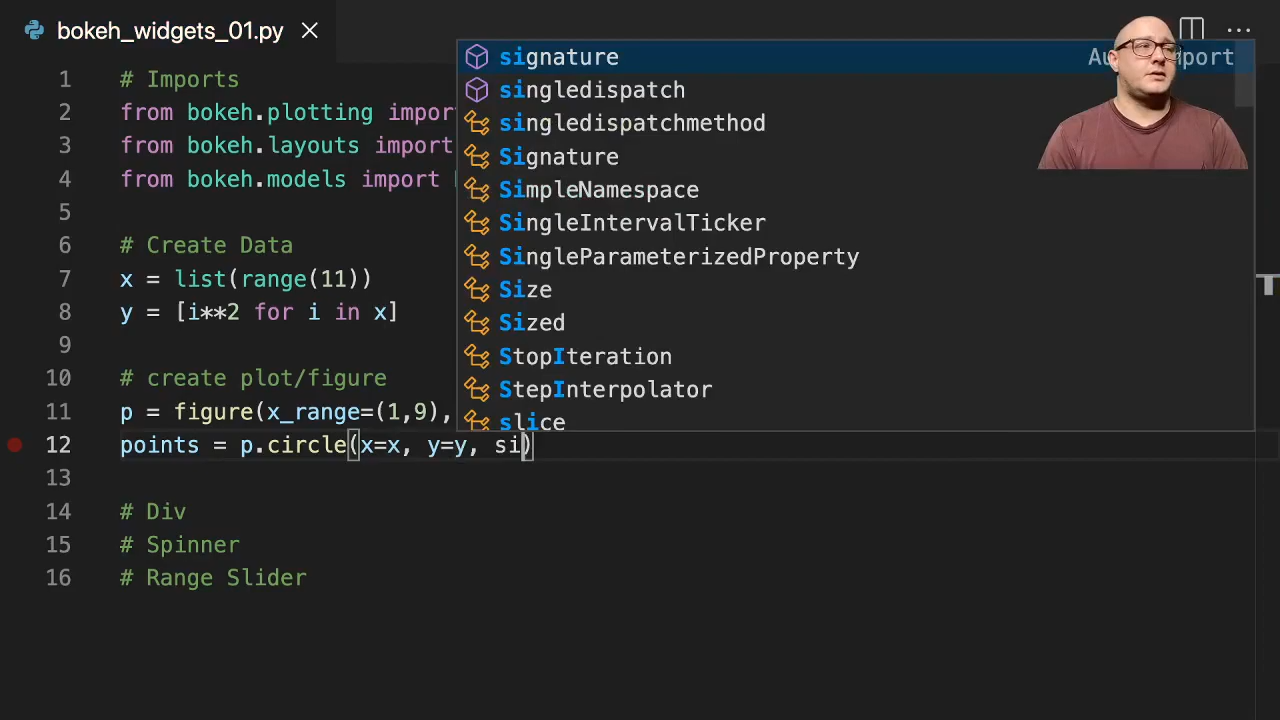 bokeh_widgets_01.py
1 # Imports
2 from bokeh.plotting import
3 from bokeh.layouts import
4 from bokeh.models import
5
6 # Create Data
7 x = list(range(11))
8 y = [i**2 for i in x]
9
10 # create plot/figure
11 p = figure(x_range=(1,9),
12 points = p.circle(x=x, y=y, si)
13
14 # Div
15 # Spinner
16 # Range Slider
signature
singledispatch
singledispatchmethod
Signature
SimpleNamespace
SingleIntervalTicker
SingleParameterizedProperty
Size
Sized
StopIteration
StepInterpolator
slice